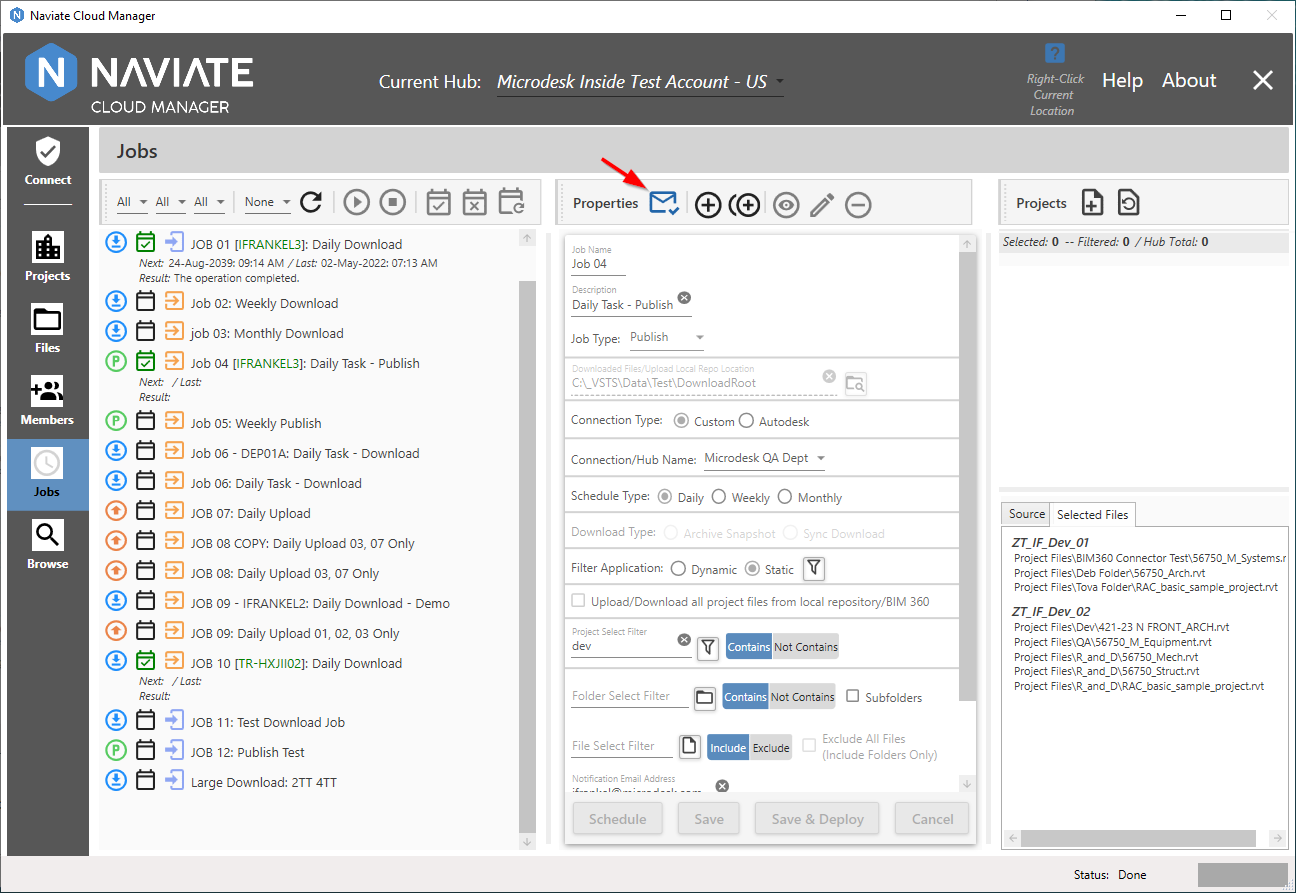 Naviate Cloud Manager
N NAVIATE
CLOUD MANAGER
Current Hub: Microdesk Inside Test Account - US
?
Right-Click
Current
Location
Help About
Connect
Projects
Files
Members
Jobs
Browse
Jobs
All All All None
JOB 01 [IFRANKEL3]: Daily Download
Next: 24-Aug-2039: 09:14 AM / Last: 02-May-2022: 07:13 AM
Result: The operation completed.
Job 02: Weekly Download
job 03: Monthly Download
P Job 04 [IFRANKEL3]: Daily Task - Publish
Next: / Last:
Result:
P Job 05: Weekly Publish
Job 06 - DEP01A: Daily Task - Download
Job 06: Daily Task - Download
JOB 07: Daily Upload
JOB 08 COPY: Daily Upload 03, 07 Only
JOB 08: Daily Upload 03, 07 Only
JOB 09 - IFRANKEL2: Daily Download - Demo
JOB 09: Daily Upload 01, 02, 03 Only
JOB 10 [TR-HXJII02]: Daily Download
Next: / Last:
Result:
JOB 11: Test Download Job
P JOB 12: Publish Test
Large Download: 2TT 4TT
Properties
Job Name
Job 04
Description
Daily Task - Publish
Job Type: Publish
Downloaded Files/Upload Local Repo Location
C:\_VSTS\Data\Test\DownloadRoot
Connection Type: Custom Autodesk
Connection/Hub Name: Microdesk QA Dept
Schedule Type: Daily Weekly Monthly
Download Type: Archive Snapshot Sync Download
Filter Application: Dynamic Static
Upload/Download all project files from local repository/BIM 360
Project Select Filter
dev Contains Not Contains
Folder Select Filter Contains Not Contains Subfolders
File Select Filter Include Exclude Exclude All Files
(Include Folders Only)
Notification Email Address
ifrankel@microdesk.com
Schedule Save Save & Deploy Cancel
Projects
Selected: 0 -- Filtered: 0 / Hub Total: 0
Source Selected Files
ZT_IF_Dev_01
Project Files\BIM360 Connector Test\56750_M_Systems.r
Project Files\Deb Folder\56750_Arch.rvt
Project Files\Tova Folder\RAC_basic_sample_project.rvt
ZT_IF_Dev_02
Project Files\Dev\421-23 N FRONT_ARCH.rvt
Project Files\QA\56750_M_Equipment.rvt
Project Files\R_and_D\56750_Mech.rvt
Project Files\R_and_D\56750_Struct.rvt
Project Files\R_and_D\RAC_basic_sample_project.rvt
Status: Done